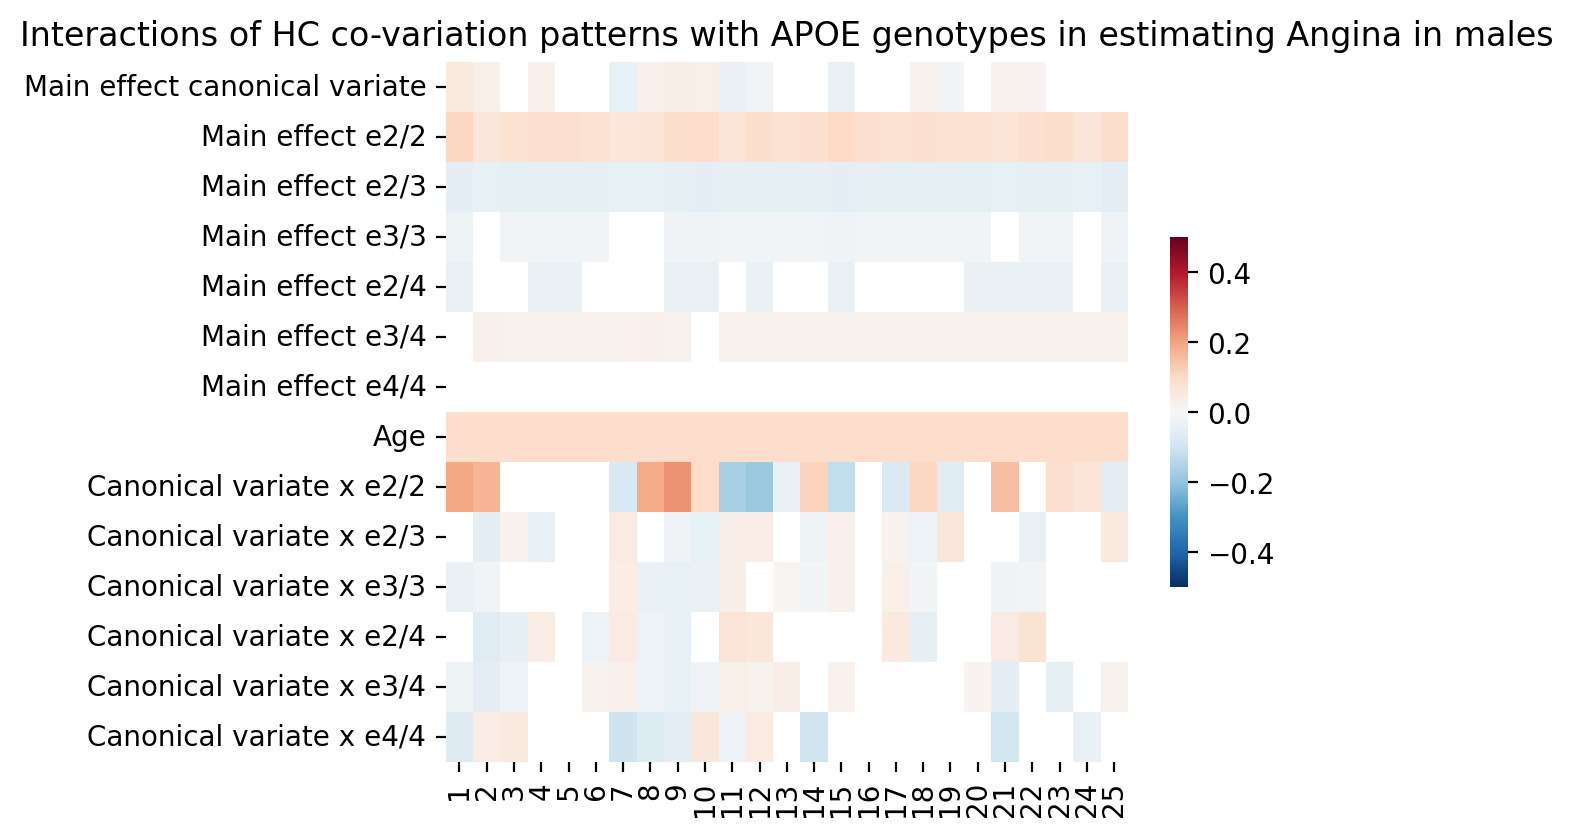 Interactions of HC co-variation patterns with APOE genotypes in estimating Angina in males
Main effect canonical variate
Main effect e2/2
Main effect e2/3
Main effect e3/3
Main effect e2/4
Main effect e3/4
Main effect e4/4
Age
Canonical variate x e2/2
Canonical variate x e2/3
Canonical variate x e3/3
Canonical variate x e2/4
Canonical variate x e3/4
Canonical variate x e4/4
1 2 3 4 5 6 7 8 9 10 11 12 13 14 15 16 17 18 19 20 21 22 23 24 25
0.4
0.2
0.0
−0.2
−0.4